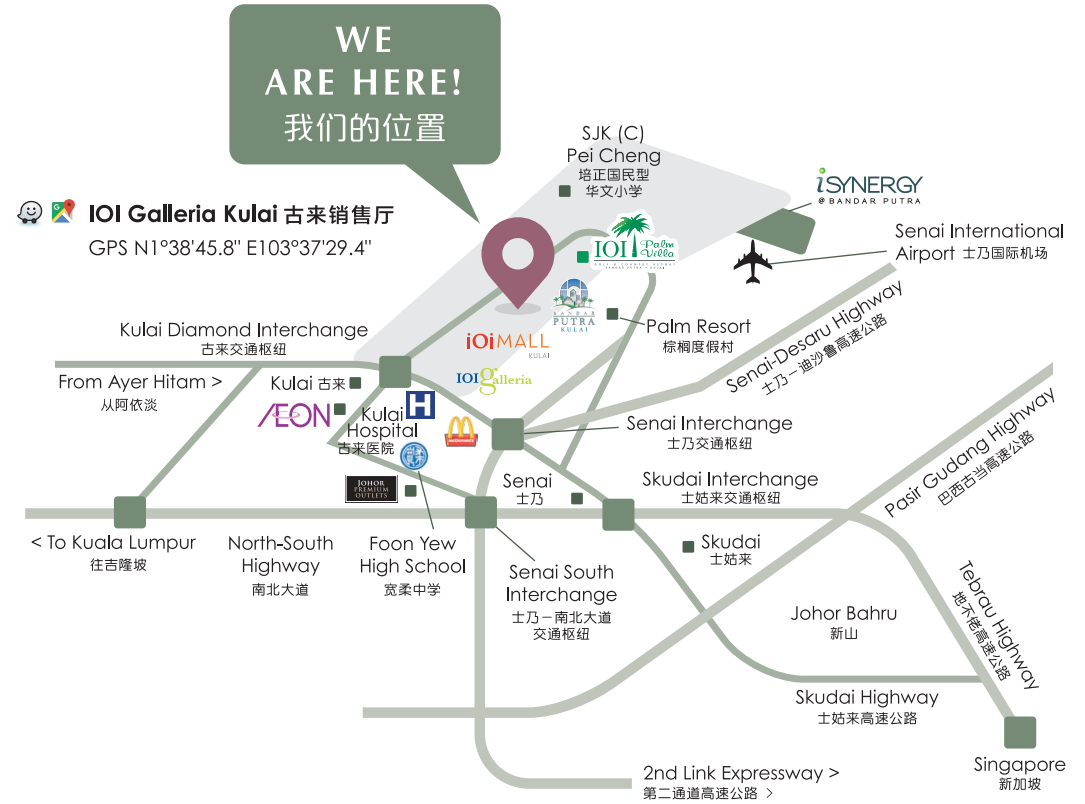 WE
ARE HERE!
我们的位置
SJK (C)
Pei Cheng
培正国民型
华文小学
iSYNERGY
@ BANDAR PUTRA
IOI Galleria Kulai 古来销售厅
GPS N1°38'45.8" E103°37'29.4"
IOI Palm
Villa
GOLF & COUNTRY RESORT
Senai International
Airport 士乃国际机场
BANDAR
PUTRA
KULAI
Palm Resort
棕榈度假村
Kulai Diamond Interchange
古来交通枢纽
iOi MALL
KULAI
Senai-Desaru Highway
士乃－迪沙鲁高速公路
From Ayer Hitam >
从阿依淡
Kulai 古来
IOI galleria
ÆON
Kulai
Hospital
古来医院
H
McDonald's
Senai Interchange
士乃交通枢纽
Pasir Gudang Highway
巴西古当高速公路
JOHOR
PREMIUM
OUTLETS
Senai
士乃
Skudai Interchange
士姑来交通枢纽
< To Kuala Lumpur
往吉隆坡
North-South
Highway
南北大道
Foon Yew
High School
宽柔中学
Senai South
Interchange
士乃－南北大道
交通枢纽
Skudai
士姑来
Johor Bahru
新山
Tebrau Highway
地不佬高速公路
Skudai Highway
士姑来高速公路
Singapore
新加坡
2nd Link Expressway >
第二通道高速公路 >